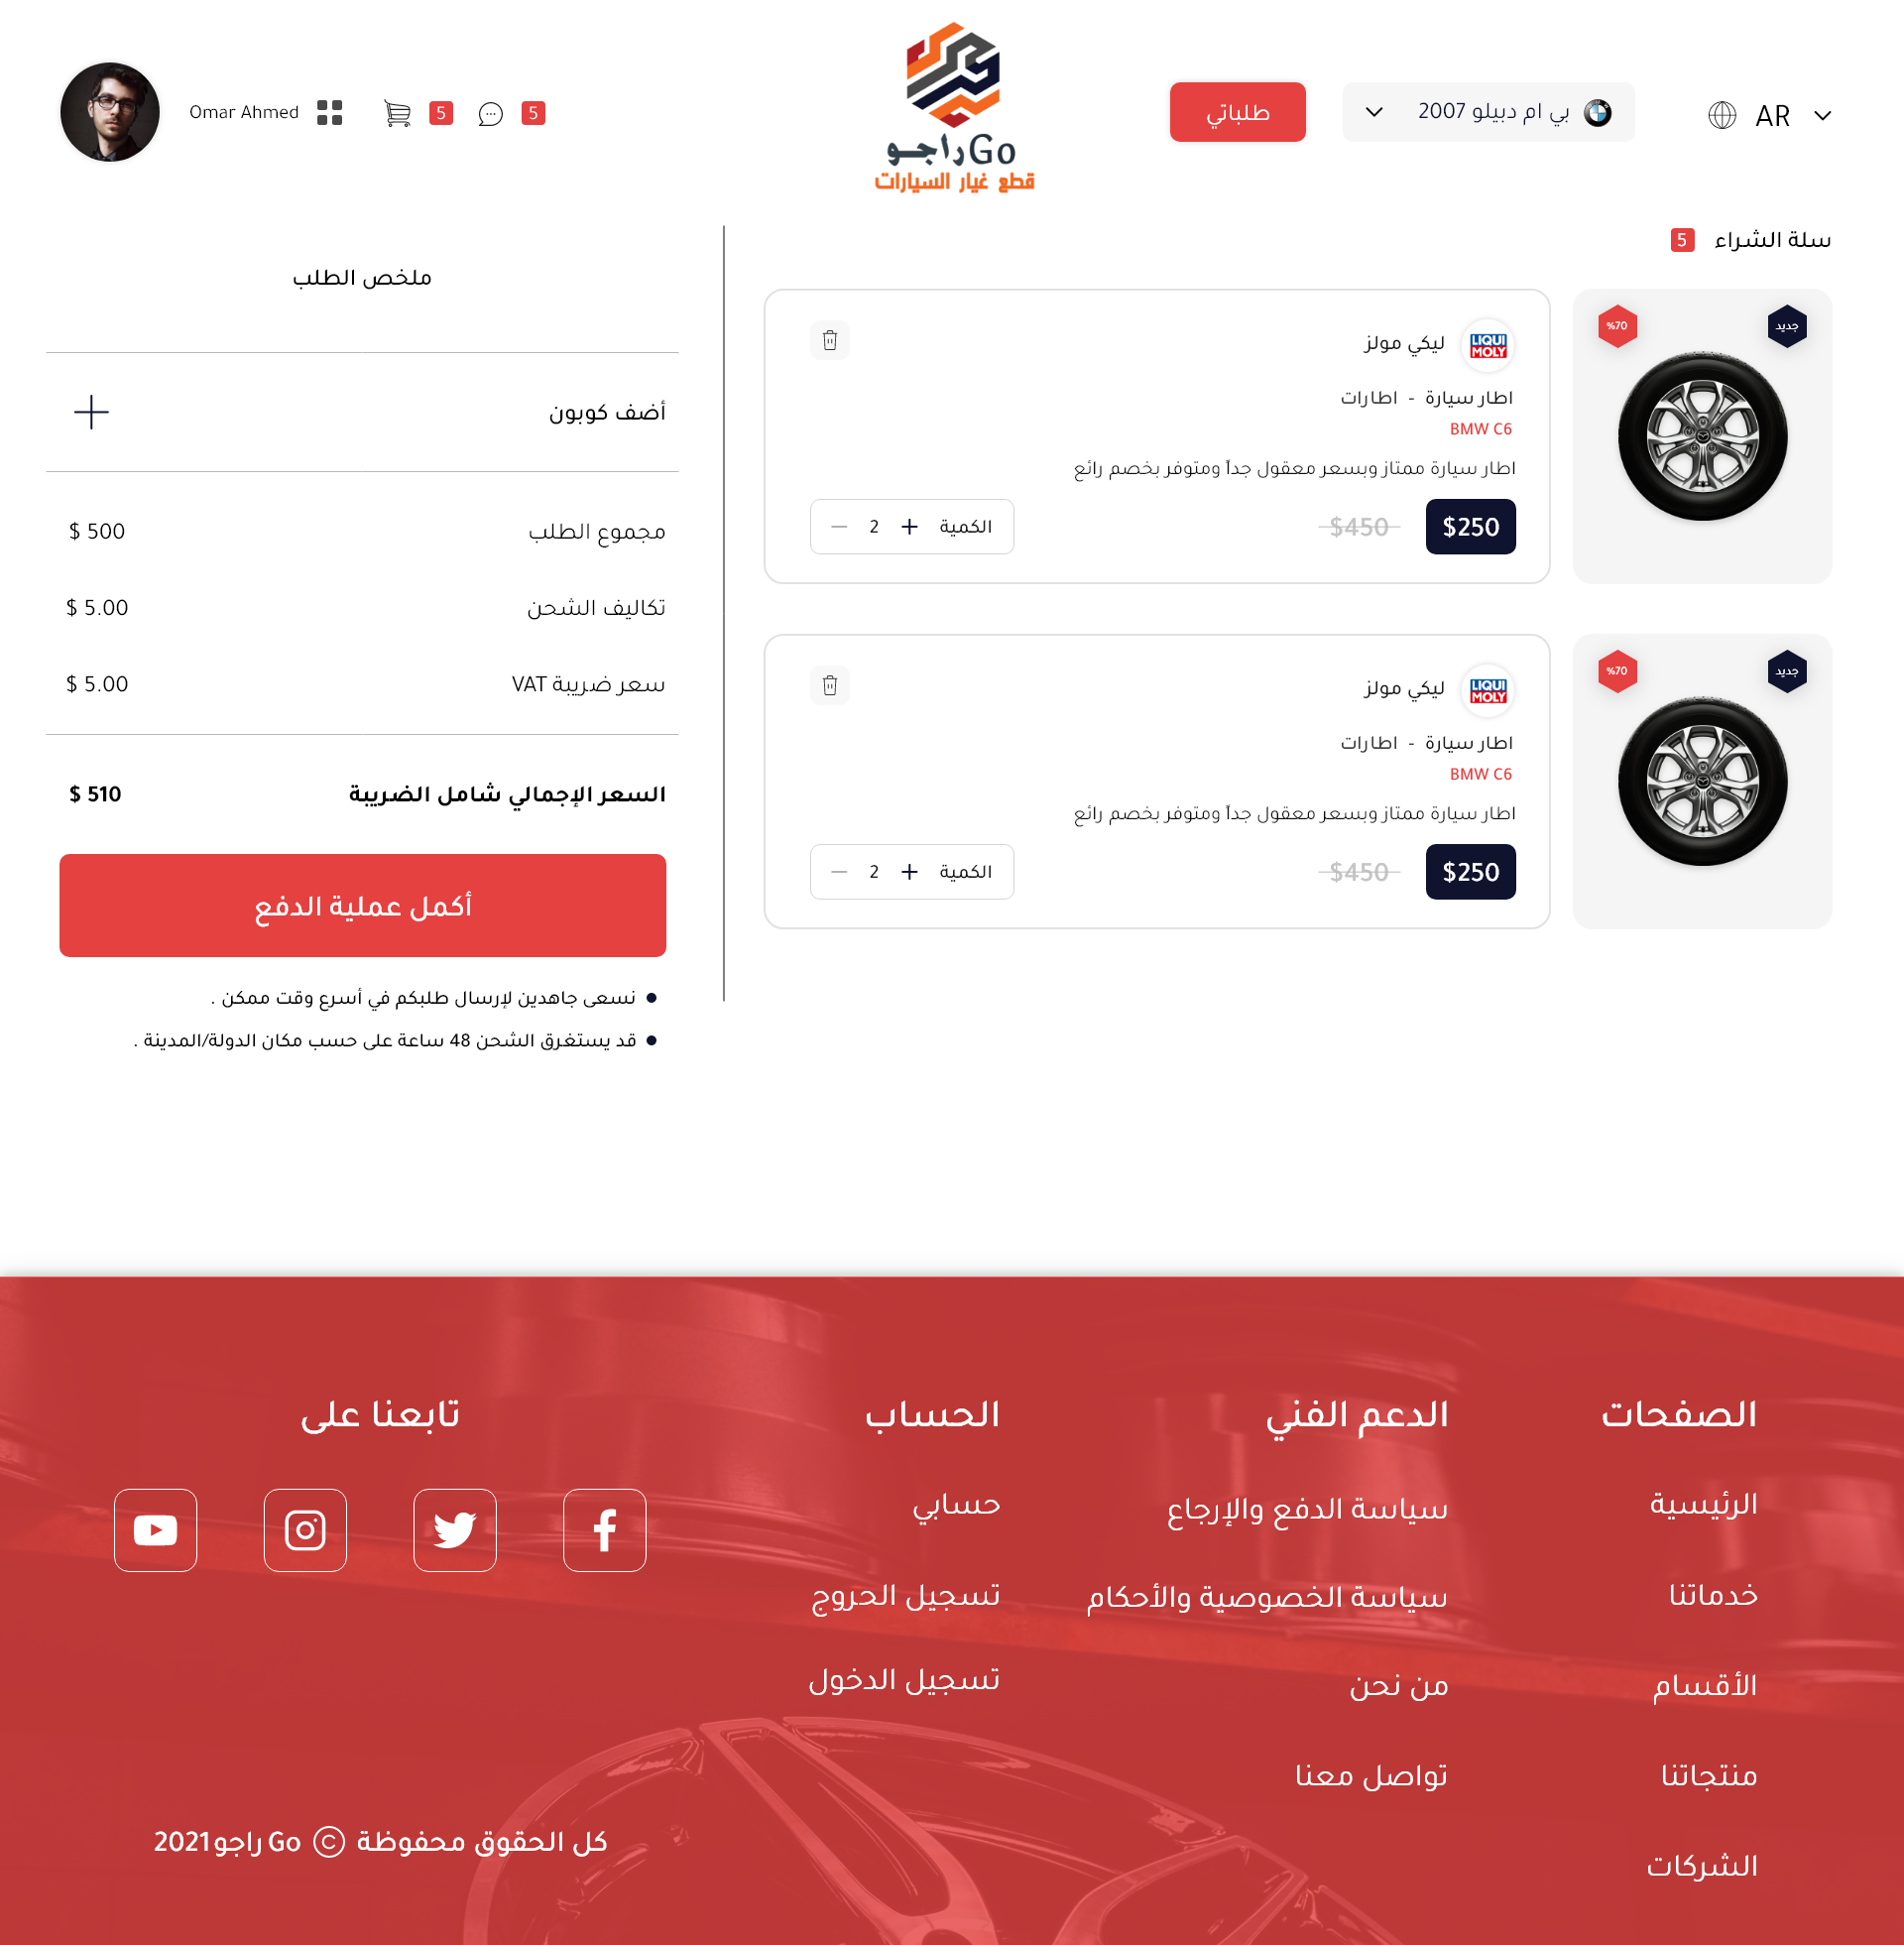 AR
بي ام دبيلو 2007
طلباتي
Go راجـو
قطع غيار السيارات
5
5
Omar Ahmed
سلة الشراء 5
جديد
%70
LIQUI MOLY
ليكي مولز
اطار سيارة - اطارات
BMW C6
اطار سيارة ممتاز وبسعر معقول جداً ومتوفر بخصم رائع
$250 $450
الكمية + 2 −
جديد
%70
LIQUI MOLY
ليكي مولز
اطار سيارة - اطارات
BMW C6
اطار سيارة ممتاز وبسعر معقول جداً ومتوفر بخصم رائع
$250 $450
الكمية + 2 −
ملخص الطلب
أضف كوبون
مجموع الطلب $ 500
تكاليف الشحن $ 5.00
سعر ضريبة VAT $ 5.00
السعر الإجمالي شامل الضريبة $ 510
أكمل عملية الدفع
نسعى جاهدين لإرسال طلبكم في أسرع وقت ممكن .
قد يستغرق الشحن 48 ساعة على حسب مكان الدولة/المدينة .
الصفحات
الرئيسية
خدماتنا
الأقسام
منتجاتنا
الشركات
الدعم الفني
سياسة الدفع والإرجاع
سياسة الخصوصية والأحكام
من نحن
تواصل معنا
الحساب
حسابي
تسجيل الخروج
تسجيل الدخول
تابعنا على
كل الحقوق محفوظة © Go راجو 2021